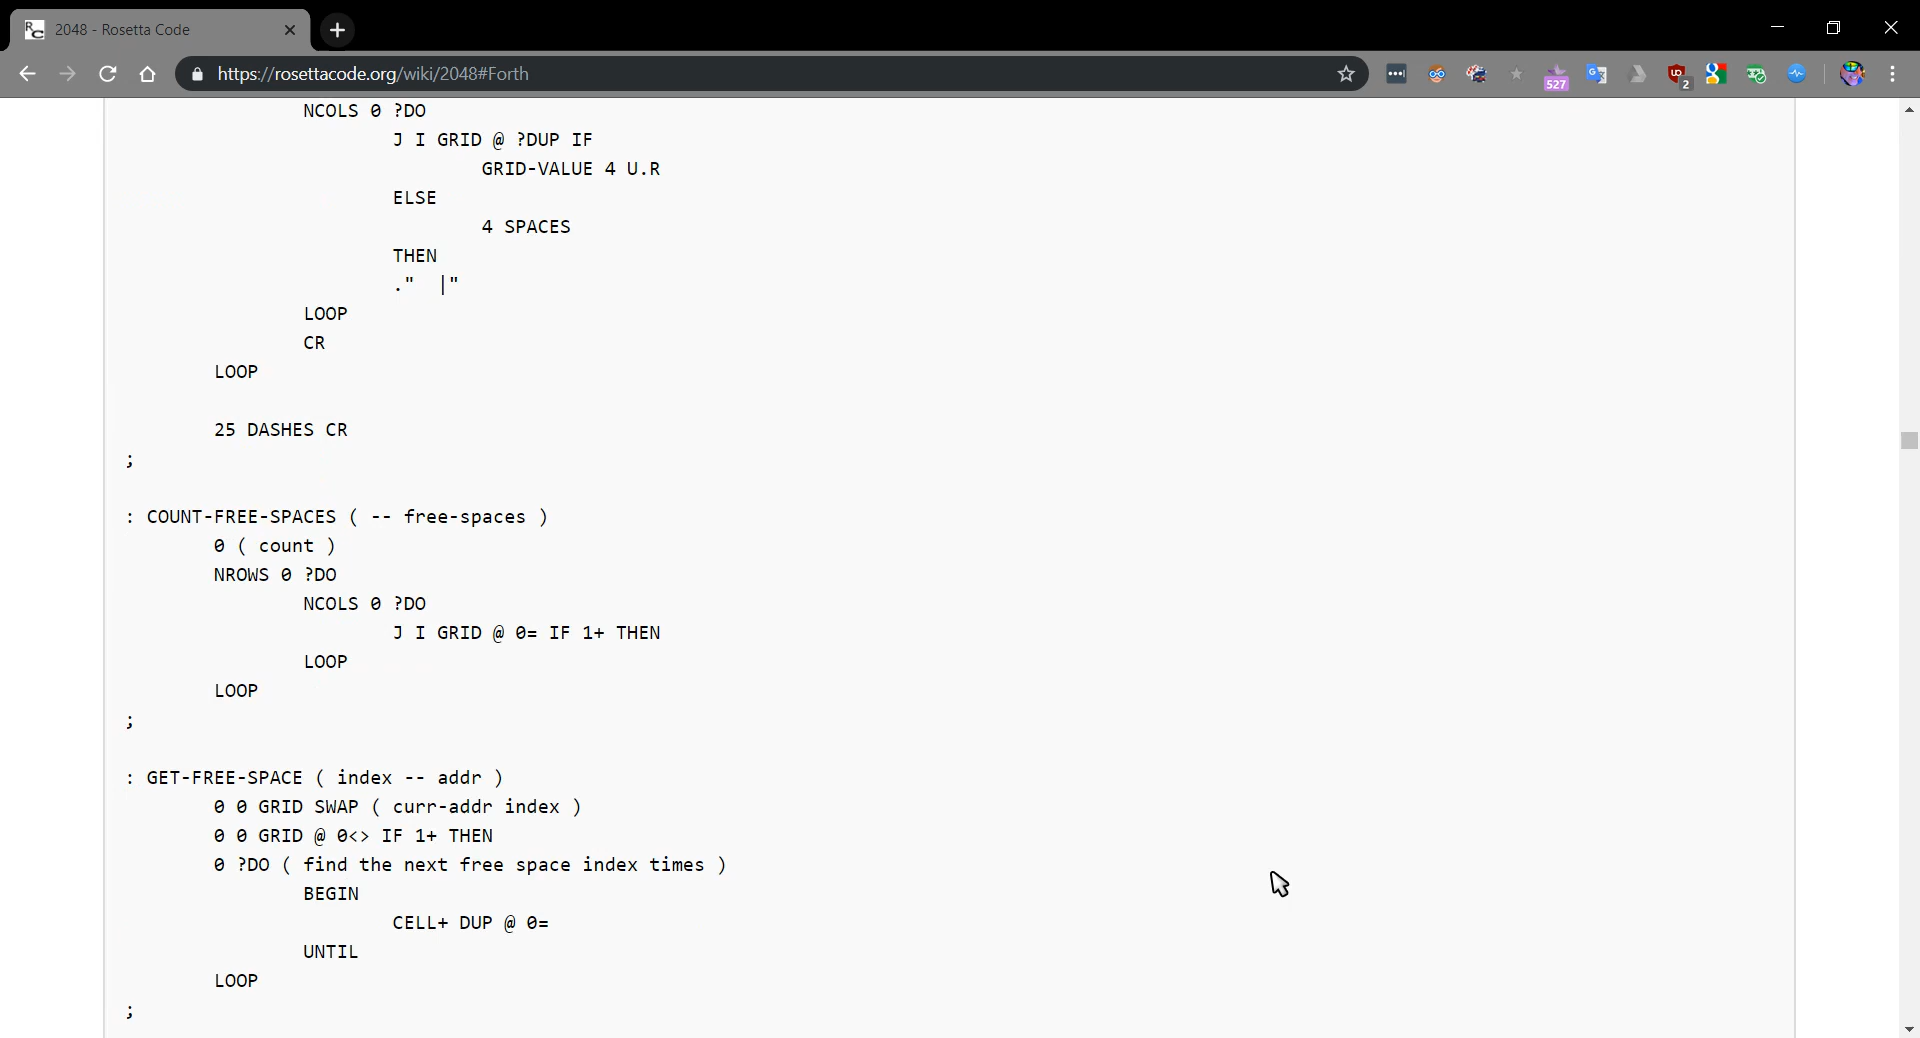 2048 - Rosetta Code
https://rosettacode.org/wiki/2048#Forth
527
2
NCOLS 0 ?DO
J I GRID @ ?DUP IF
GRID-VALUE 4 U.R
ELSE
4 SPACES
THEN
."  |"
LOOP
CR
LOOP
25 DASHES CR
;
: COUNT-FREE-SPACES ( -- free-spaces )
0 ( count )
NROWS 0 ?DO
NCOLS 0 ?DO
J I GRID @ 0= IF 1+ THEN
LOOP
LOOP
;
: GET-FREE-SPACE ( index -- addr )
0 0 GRID SWAP ( curr-addr index )
0 0 GRID @ 0<> IF 1+ THEN
0 ?DO ( find the next free space index times )
BEGIN
CELL+ DUP @ 0=
UNTIL
LOOP
;